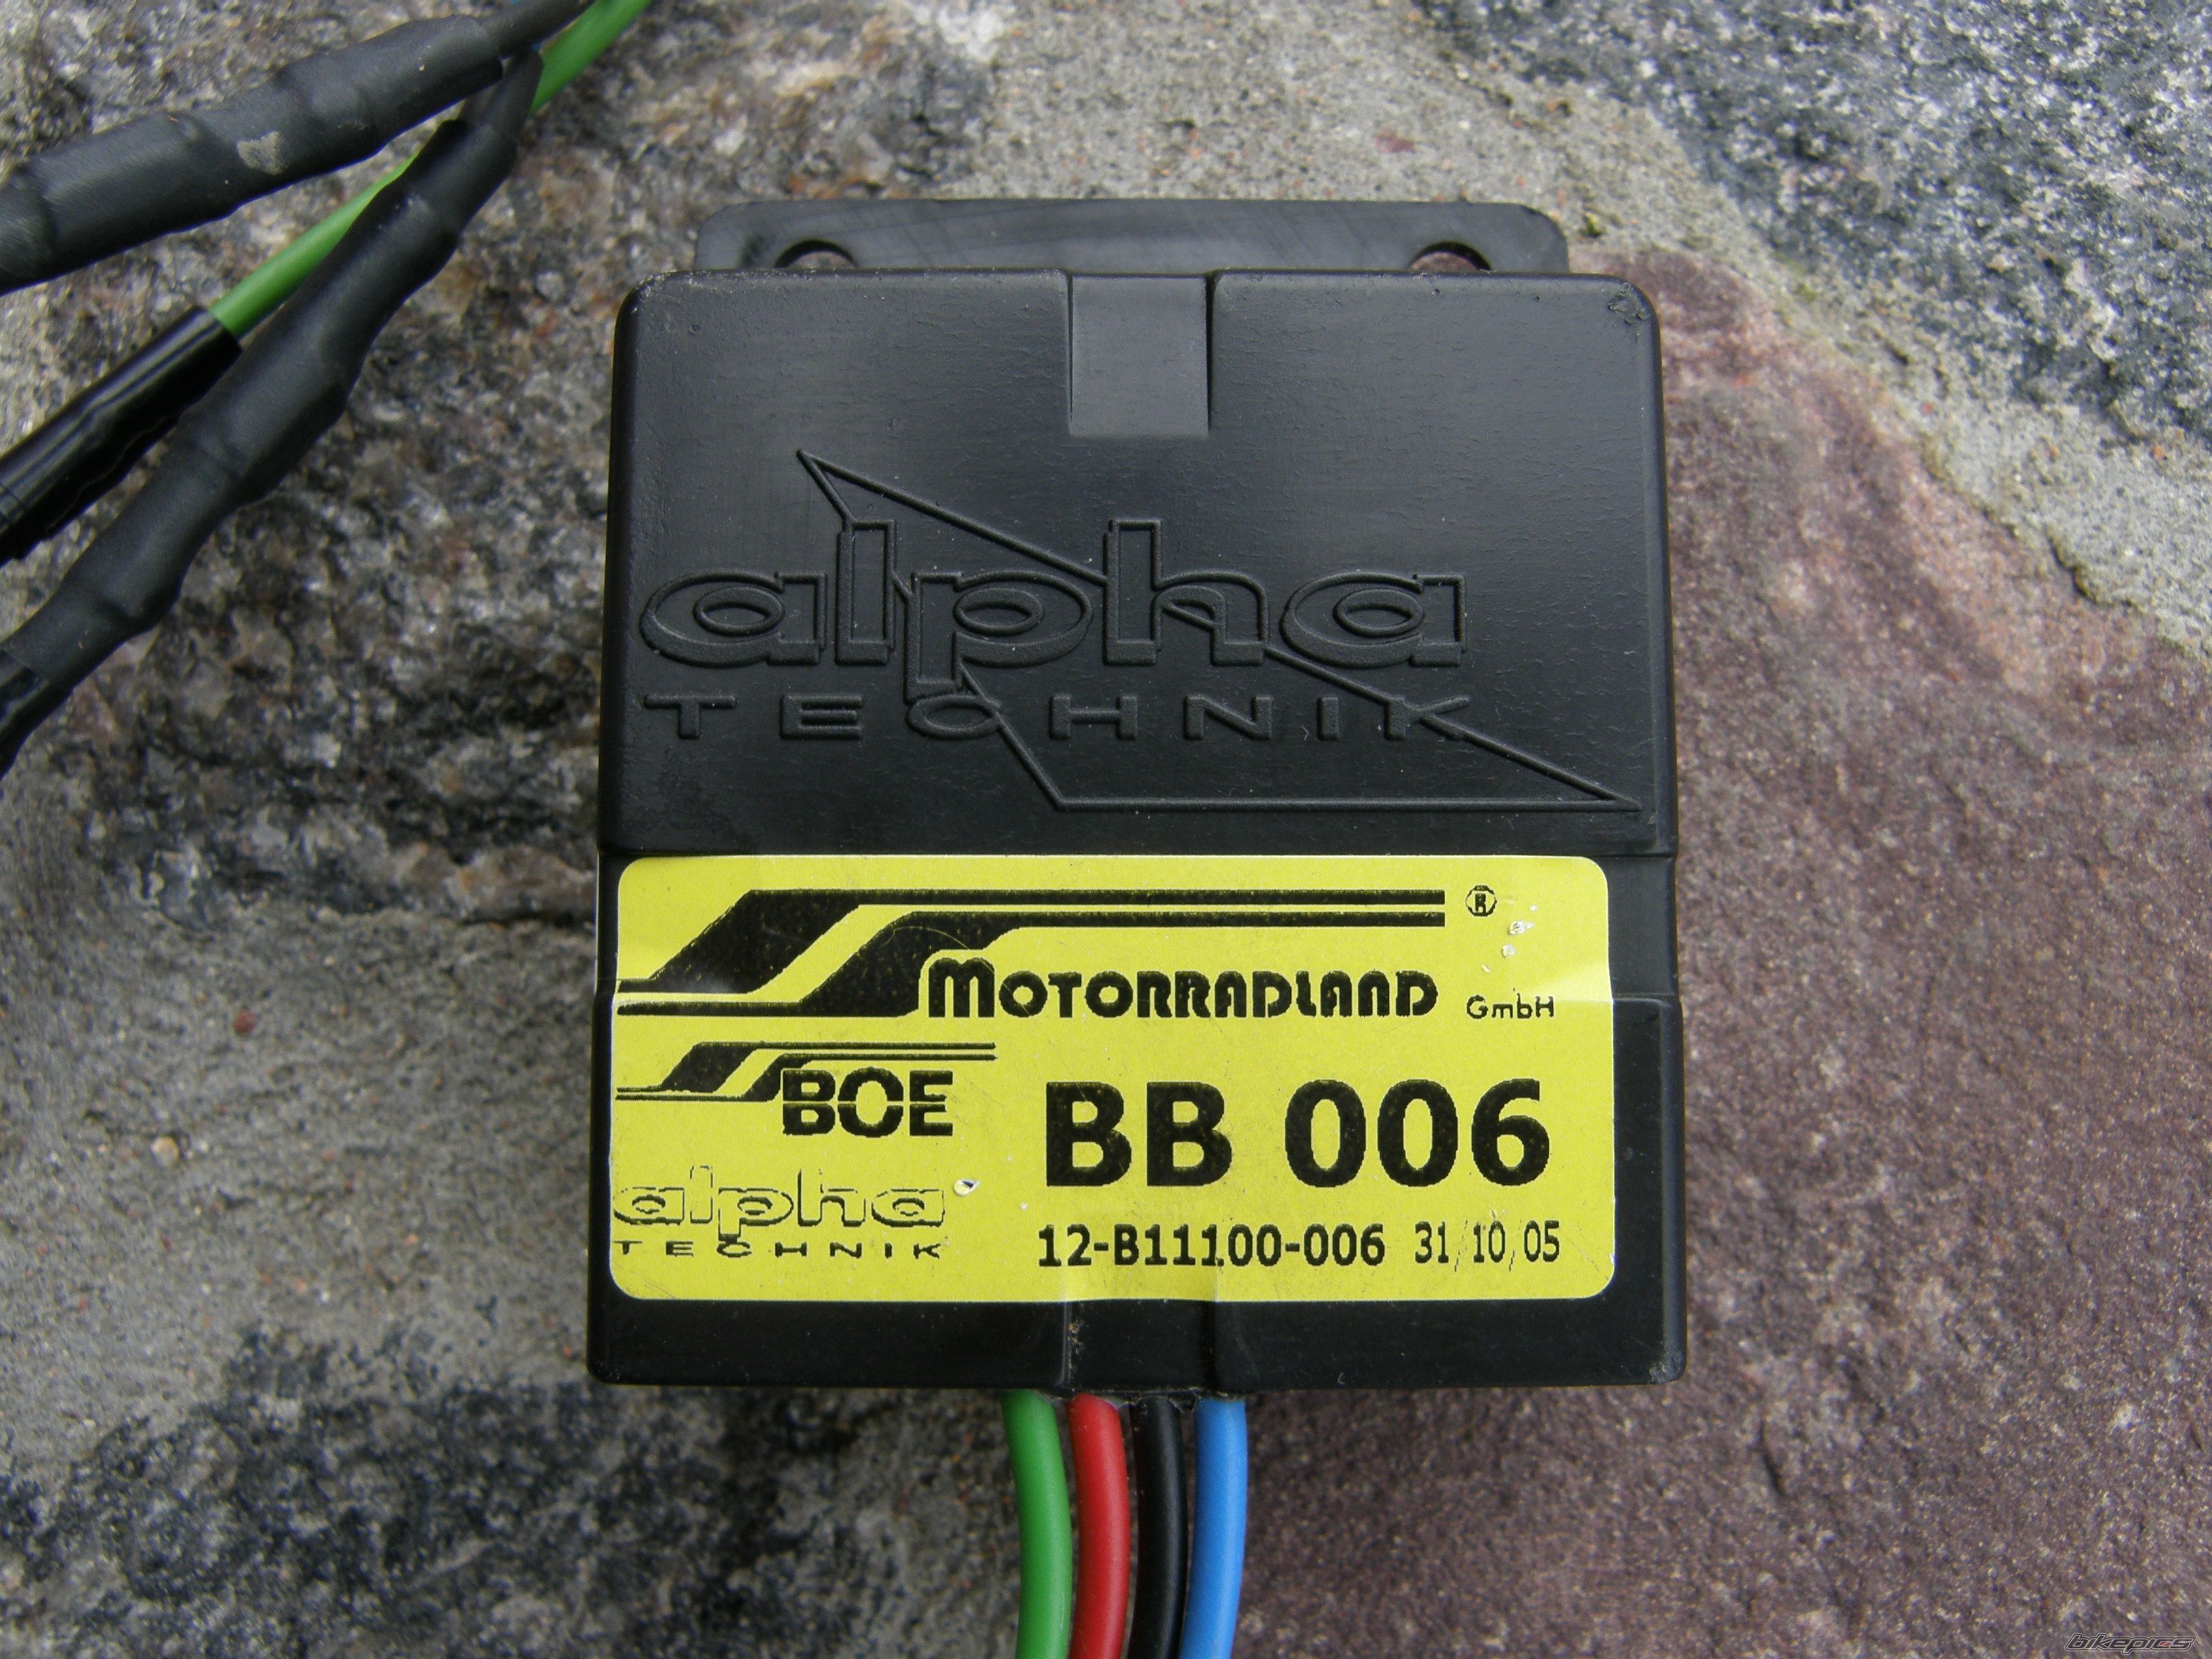 alpha
TECHNIK
®
MOTORRADLAND GmbH
BOE
BB 006
alpha
TECHNIK
12-B11100-006 31/10/05
bikepics